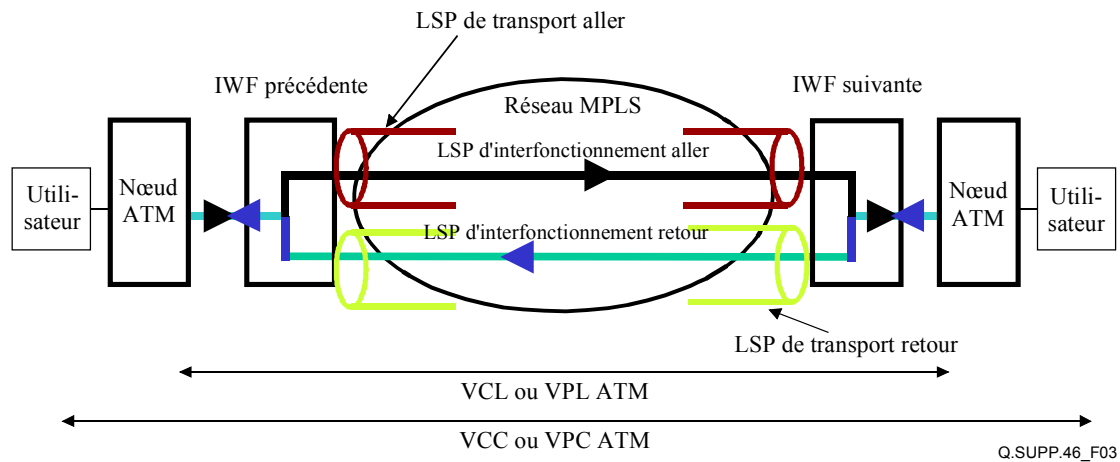 LSP de transport aller
IWF précédente
IWF suivante
Réseau MPLS
LSP d'interfonctionnement aller
Utili-
sateur
Nœud
ATM
Nœud
ATM
Utili-
sateur
LSP d'interfonctionnement retour
LSP de transport retour
VCL ou VPL ATM
VCC ou VPC ATM
Q.SUPP.46_F03